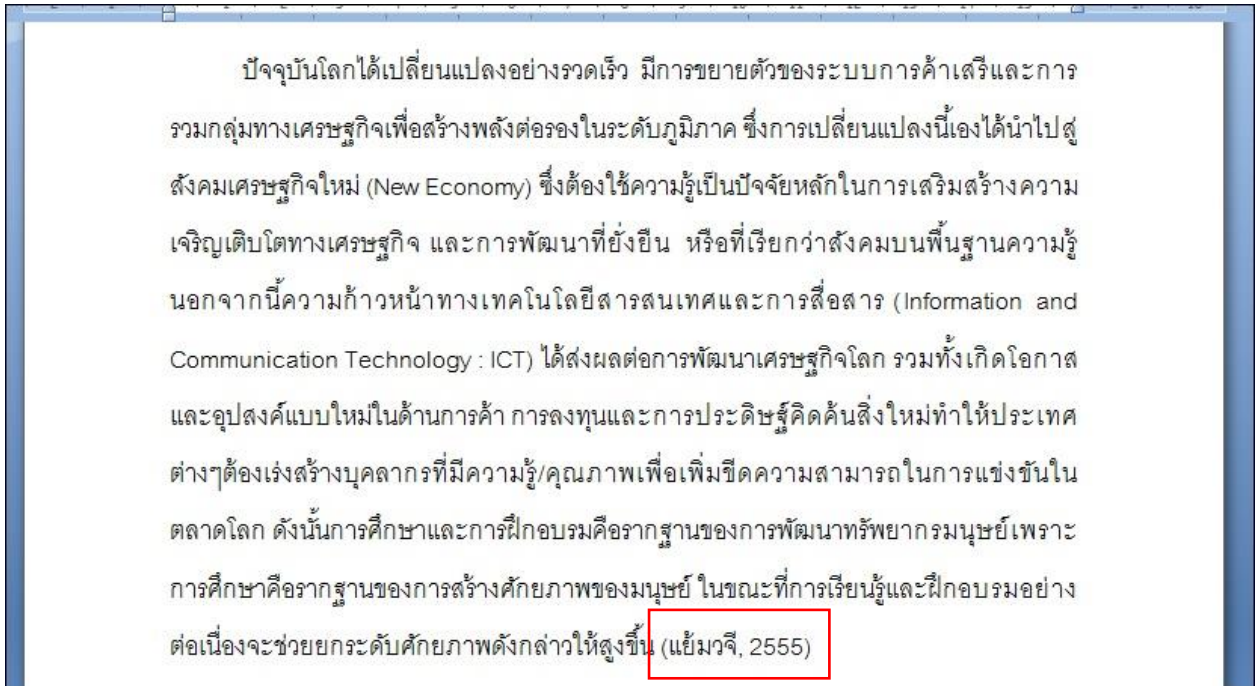 ปัจจุบันโลกได้เปลี่ยนแปลงอย่างรวดเร็ว มีการขยายตัวของระบบการค้าเสรีและการ
รวมกลุ่มทางเศรษฐกิจเพื่อสร้างพลังต่อรองในระดับภูมิภาค ซึ่งการเปลี่ยนแปลงนี้เองได้นำไปสู่
สังคมเศรษฐกิจใหม่ (New Economy) ซึ่งต้องใช้ความรู้เป็นปัจจัยหลักในการเสริมสร้างความ
เจริญเติบโตทางเศรษฐกิจ และการพัฒนาที่ยั่งยืน หรือที่เรียกว่าสังคมบนพื้นฐานความรู้
นอกจากนี้ความก้าวหน้าทางเทคโนโลยีสารสนเทศและการสื่อสาร (Information and
Communication Technology : ICT) ได้ส่งผลต่อการพัฒนาเศรษฐกิจโลก รวมทั้งเกิดโอกาส
และอุปสงค์แบบใหม่ในด้านการค้า การลงทุนและการประดิษฐ์คิดค้นสิ่งใหม่ทำให้ประเทศ
ต่างๆต้องเร่งสร้างบุคลากรที่มีความรู้/คุณภาพเพื่อเพิ่มขีดความสามารถในการแข่งขันใน
ตลาดโลก ดังนั้นการศึกษาและการฝึกอบรมคือรากฐานของการพัฒนาทรัพยากรมนุษย์เพราะ
การศึกษาคือรากฐานของการสร้างศักยภาพของมนุษย์ ในขณะที่การเรียนรู้และฝึกอบรมอย่าง
ต่อเนื่องจะช่วยยกระดับศักยภาพดังกล่าวให้สูงขึ้น (แย้มวจี, 2555)